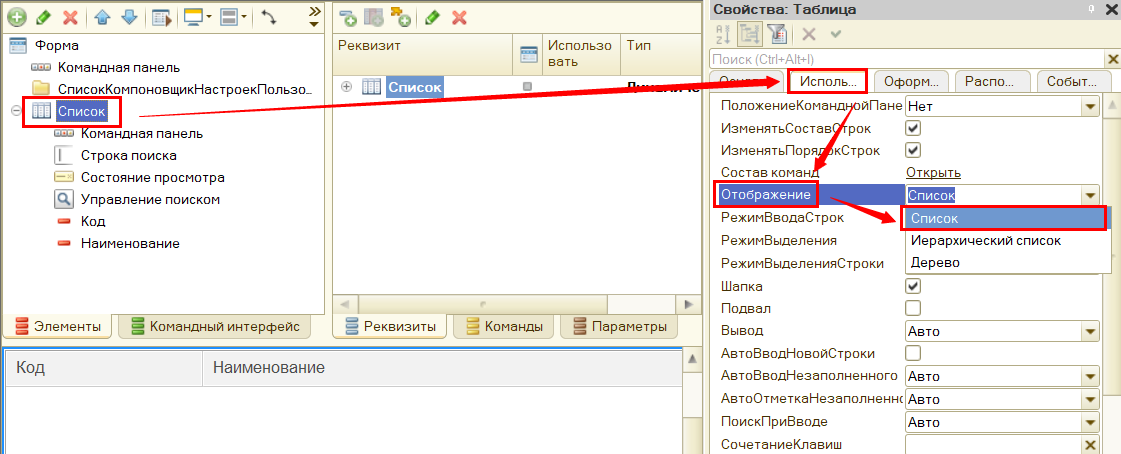 Форма
Командная панель
СписокКомпоновщикНастроекПользо...
Список
Командная панель
Строка поиска
Состояние просмотра
Управление поиском
Код
Наименование
Элементы
Командный интерфейс
Реквизит
Использовать
Тип
Список
Реквизиты
Команды
Параметры
Код
Наименование
Свойства: Таблица
Поиск (Ctrl+Alt+I)
Исполь...
Оформ...
Распо...
Событ...
ПоложениеКоманднойПане
Нет
ИзменятьСоставСтрок
ИзменятьПорядокСтрок
Состав команд
Открыть
Отображение
Список
Список
Иерархический список
Дерево
РежимВводаСтрок
РежимВыделения
РежимВыделенияСтроки
Шапка
Подвал
Вывод
Авто
АвтоВводНовойСтроки
АвтоВводНезаполненного
Авто
АвтоОтметкаНезаполненно
Авто
ПоискПриВводе
Авто
СочетаниеКлавиш